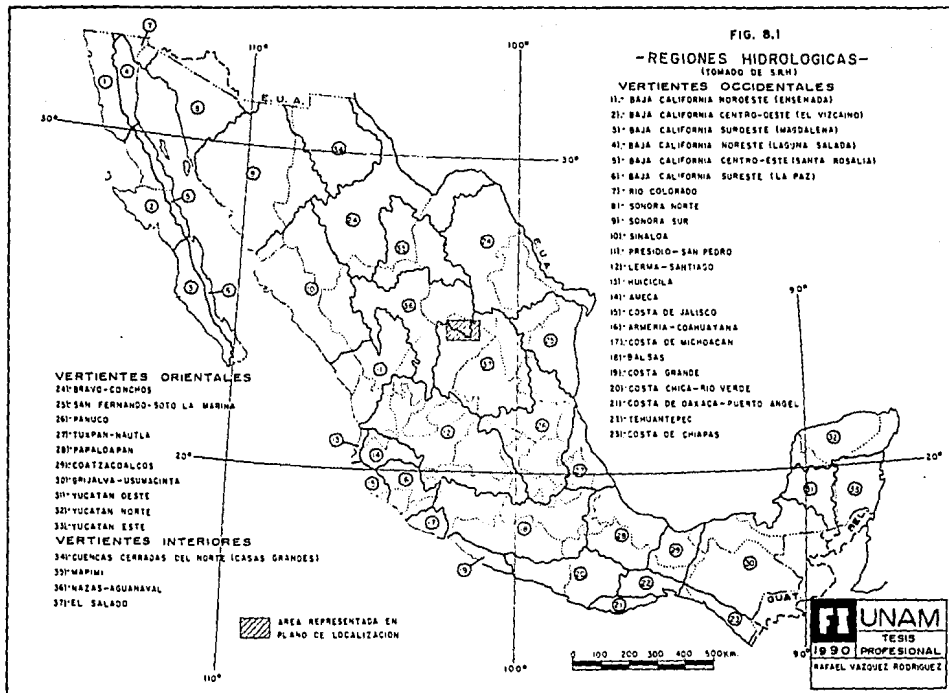 FIG. 8.1
-REGIONES HIDROLOGICAS-
(TOMADO DE S.R.H)
VERTIENTES OCCIDENTALES
1).- BAJA CALIFORNIA NOROESTE (ENSENADA)
2).- BAJA CALIFORNIA CENTRO-OESTE (EL VIZCAINO)
3).- BAJA CALIFORNIA SUROESTE (MAGDALENA)
4).- BAJA CALIFORNIA NORESTE (LAGUNA SALADA)
5).- BAJA CALIFORNIA CENTRO-ESTE (SANTA ROSALIA)
6).- BAJA CALIFORNIA SURESTE (LA PAZ)
7).- RIO COLORADO
8).- SONORA NORTE
9).- SONORA SUR
10).- SINALOA
11).- PRESIDIO-SAN PEDRO
12).- LERMA-SANTIAGO
13).- HUICICILA
14).- AMECA
15).- COSTA DE JALISCO
16).- ARMERIA-COAHUAYANA
17).- COSTA DE MICHOACAN
18).- BALSAS
19).- COSTA GRANDE
20).- COSTA CHICA-RIO VERDE
21).- COSTA DE OAXACA-PUERTO ANGEL
TEHUANTEPEC
23).- COSTA DE CHIAPAS
VERTIENTES ORIENTALES
24).- BRAVO-CONCHOS
25).- SAN FERNANDO-SOTO LA MARINA
26).- PANUCO
27).- TUXPAN-NAUTLA
28).- PAPALOAPAN
29).- COATZACOALCOS
30).- GRIJALVA-USUMACINTA
31).- YUCATAN OESTE
32).- YUCATAN NORTE
33).- YUCATAN ESTE
VERTIENTES INTERIORES
34).- CUENCAS CERRADAS DEL NORTE (CASAS GRANDES)
35).- MAPIMI
36).- NAZAS-AGUANAVAL
37).- EL SALADO
AREA REPRESENTADA EN
PLANO DE LOCALIZACION
110°
100°
E.U.A.
30°
30°
E.U.A.
90°
20°
20°
BEL.
GUAT.
110°
100°
90°
0 100 200 300 400 500 KM.
FI UNAM
TESIS
1990 PROFESIONAL
RAFAEL VAZQUEZ RODRIGUEZ